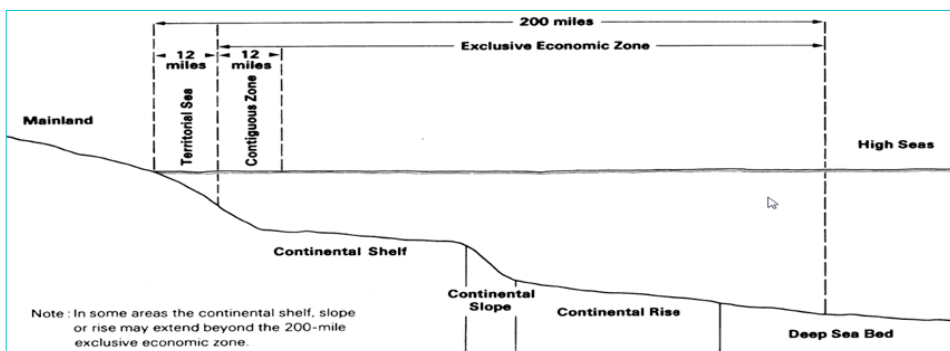 200 miles
Exclusive Economic Zone
12 miles
12 miles
Territorial Sea
Contiguous Zone
Mainland
High Seas
Continental Shelf
Continental
Slope
Continental Rise
Deep Sea Bed
Note : In some areas the continental shelf, slope
or rise may extend beyond the 200-mile
exclusive economic zone.